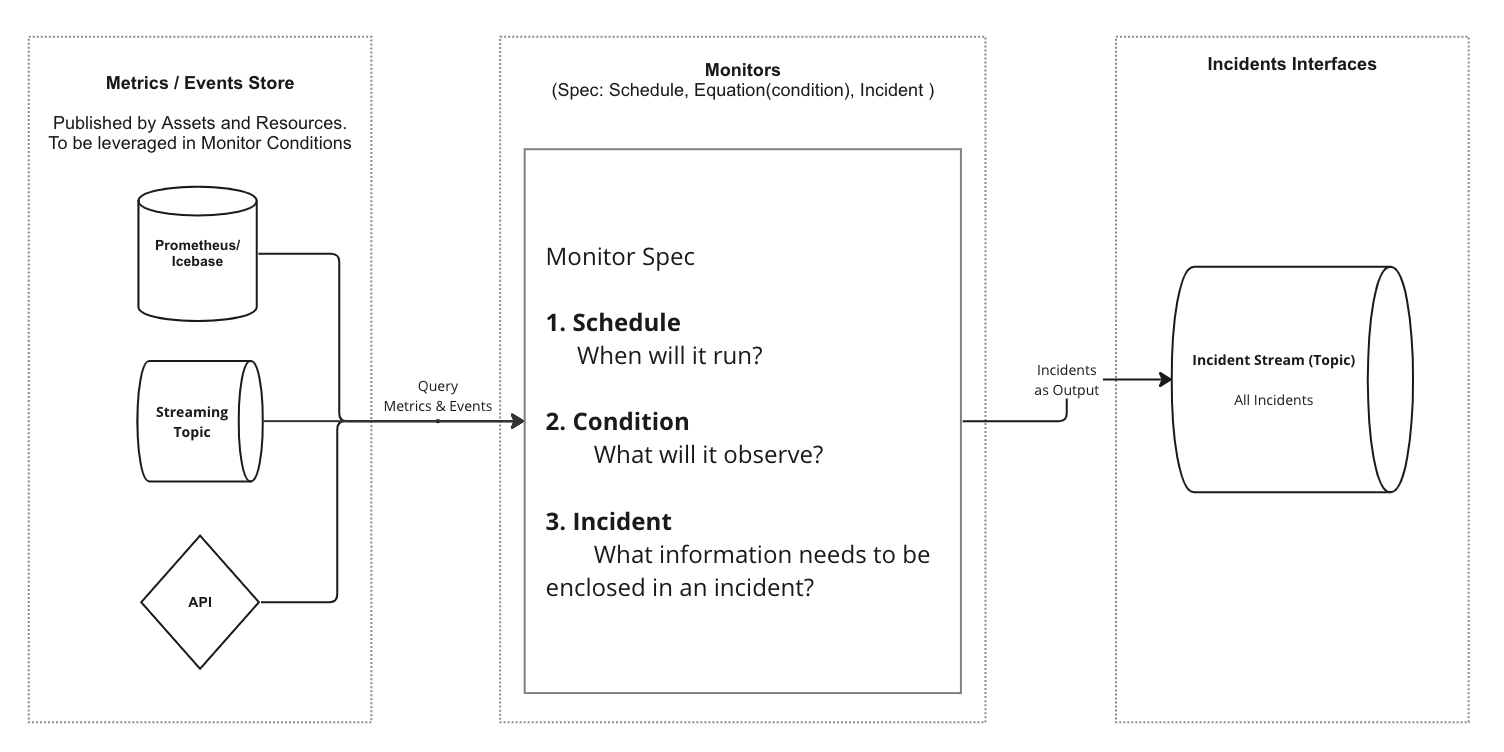 Metrics / Events Store
Published by Assets and Resources.
To be leveraged in Monitor Conditions
Prometheus/
Icebase
Streaming
Topic
API
Query
Metrics & Events
Monitors
(Spec: Schedule, Equation(condition), Incident )
Monitor Spec
1. Schedule
When will it run?
2. Condition
What will it observe?
3. Incident
What information needs to be
enclosed in an incident?
Incidents
as Output
Incidents Interfaces
Incident Stream (Topic)
All Incidents